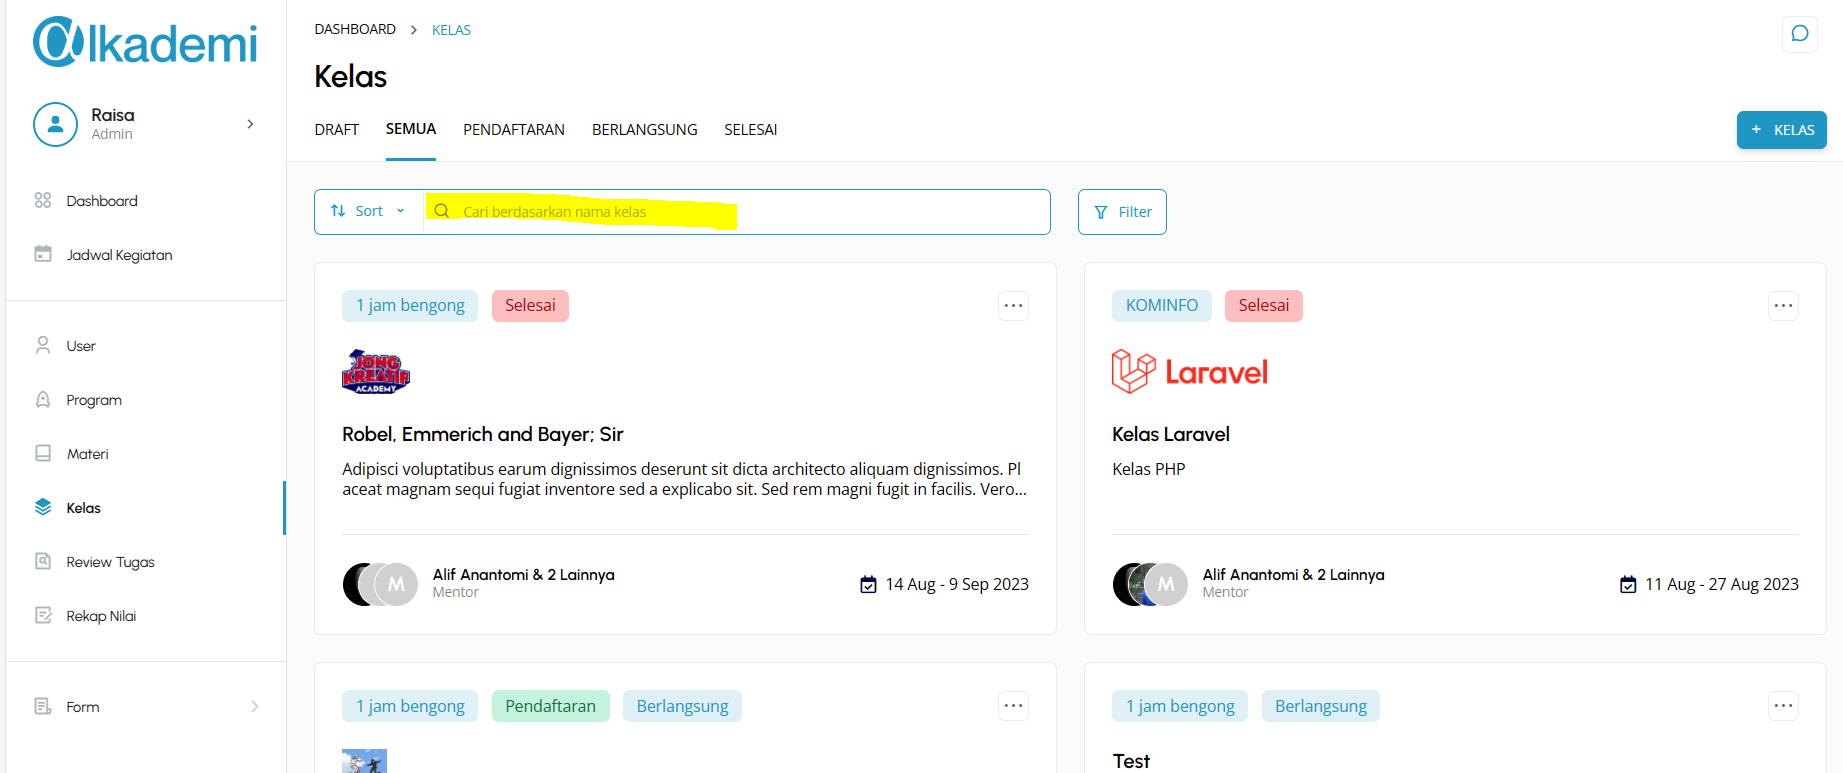 @lkademi
DASHBOARD > KELAS
Kelas
Raisa
Admin
DRAFT SEMUA PENDAFTARAN BERLANGSUNG SELESAI
+ KELAS
Dashboard
Jadwal Kegiatan
User
Program
Materi
Kelas
Review Tugas
Rekap Nilai
Form
Sort
Cari berdasarkan nama kelas
Filter
1 jam bengong Selesai
JONG
KREATIF
ACADEMY
Robel, Emmerich and Bayer; Sir
Adipisci voluptatibus earum dignissimos deserunt sit dicta architecto aliquam dignissimos. Pl
aceat magnam sequi fugiat inventore sed a explicabo sit. Sed rem magni fugit in facilis. Vero...
M
Alif Anantomi & 2 Lainnya
Mentor
14 Aug - 9 Sep 2023
KOMINFO Selesai
Laravel
Kelas Laravel
Kelas PHP
M
Alif Anantomi & 2 Lainnya
Mentor
11 Aug - 27 Aug 2023
1 jam bengong Pendaftaran Berlangsung
1 jam bengong Berlangsung
Test